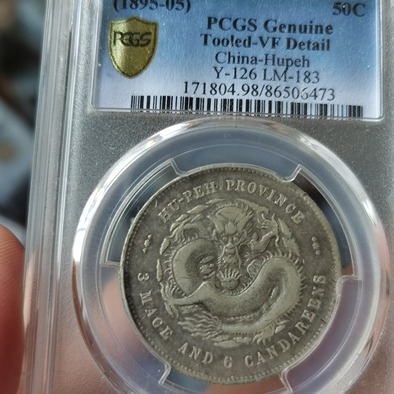 (1895-05) 50C
PCGS Genuine
Tooled-VF Detail
China-Hupeh
Y-126 LM-183
171804.98/86506473
PCGS
HU-PEH PROVINCE
3 MACE AND 6 CANDAREENS